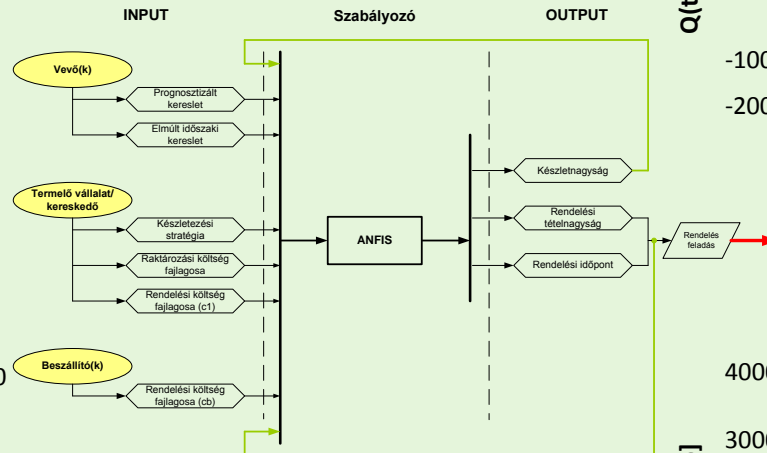 INPUT
Szabályozó
OUTPUT
Q(t
-100
-200
Vevő(k)
Prognosztizált
kereslet
Elmúlt időszaki
kereslet
Termelő vállalat/
kereskedő
Készletezési
stratégia
Raktározási költség
fajlagosa
Rendelési költség
fajlagosa (c1)
Beszállító(k)
Rendelési költség
fajlagosa (cb)
ANFIS
Készletnagyság
Rendelési
tételnagyság
Rendelési időpont
Rendelés
feladás
0
4000
3000
]